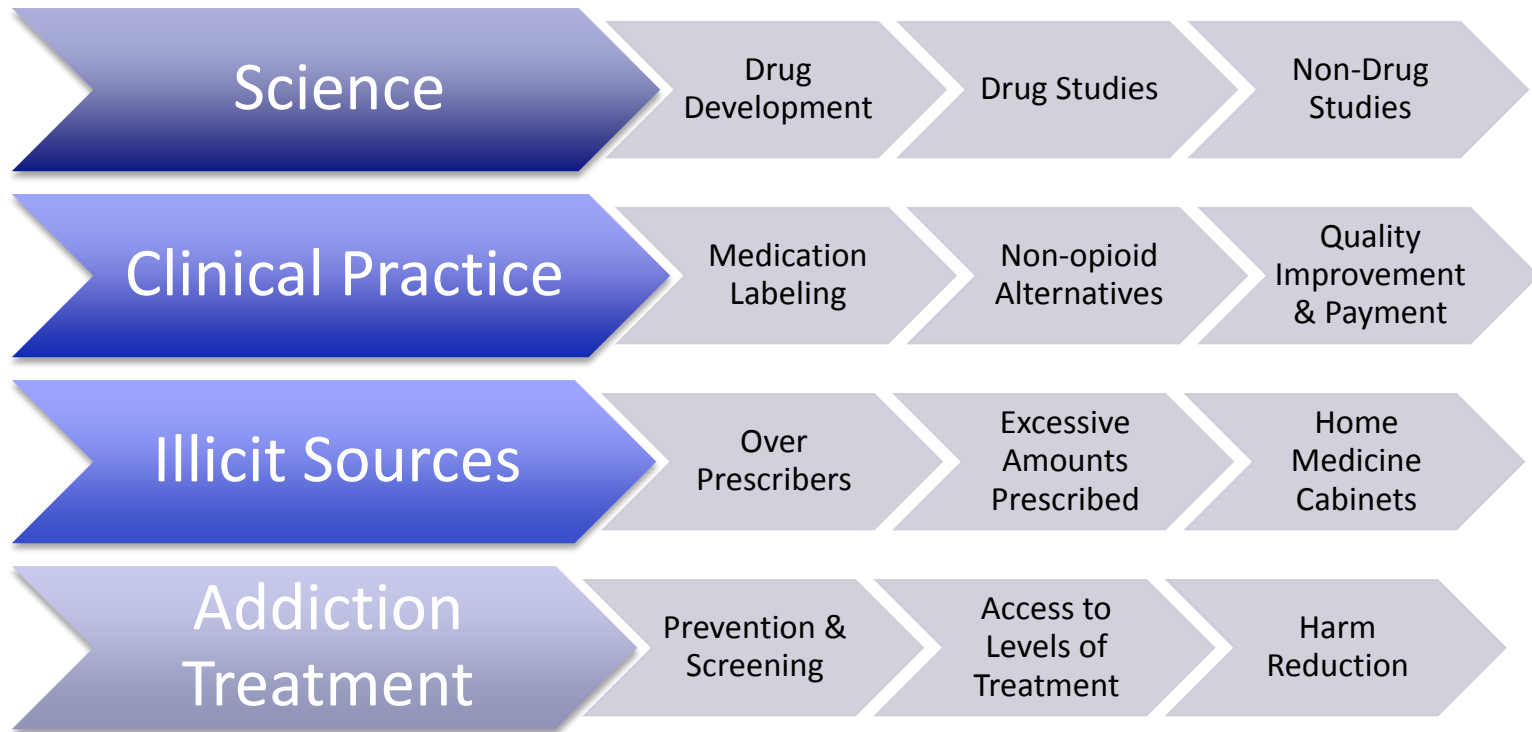 Science
Drug
Development
Drug Studies
Non-Drug
Studies
Clinical Practice
Medication
Labeling
Non-opioid
Alternatives
Quality
Improvement
& Payment
Illicit Sources
Over
Prescribers
Excessive
Amounts
Prescribed
Home
Medicine
Cabinets
Addiction
Treatment
Prevention &
Screening
Access to
Levels of
Treatment
Harm
Reduction